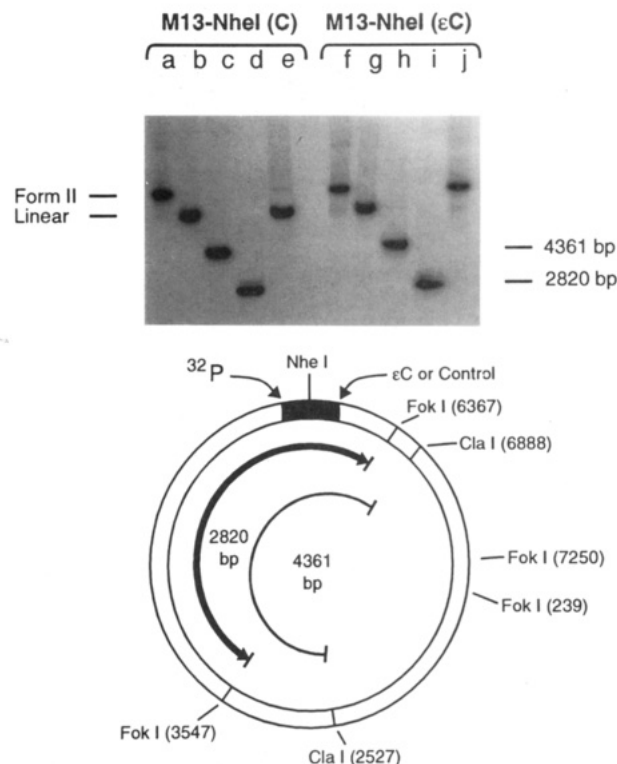 M13-NheI (C) M13-NheI (εC)
a b c d e f g h i j
Form II
Linear
4361 bp
2820 bp
32P
Nhe I
εC or Control
Fok I (6367)
Cla I (6888)
2820
bp
4361
bp
Fok I (7250)
Fok I (239)
Fok I (3547)
Cla I (2527)